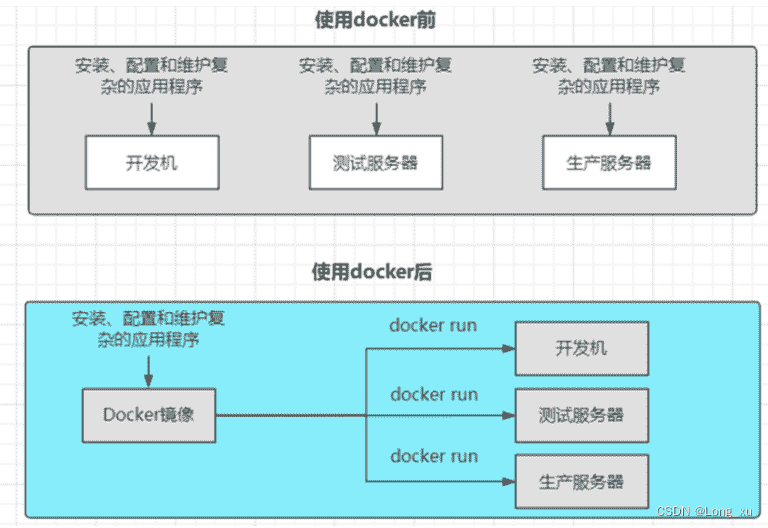 使用docker前
安装、配置和维护复
杂的应用程序
安装、配置和维护复
杂的应用程序
安装、配置和维护复
杂的应用程序
开发机
测试服务器
生产服务器
使用docker后
安装、配置和维护复
杂的应用程序
Docker镜像
docker run
开发机
docker run
测试服务器
docker run
生产服务器
CSDN @Long_xu